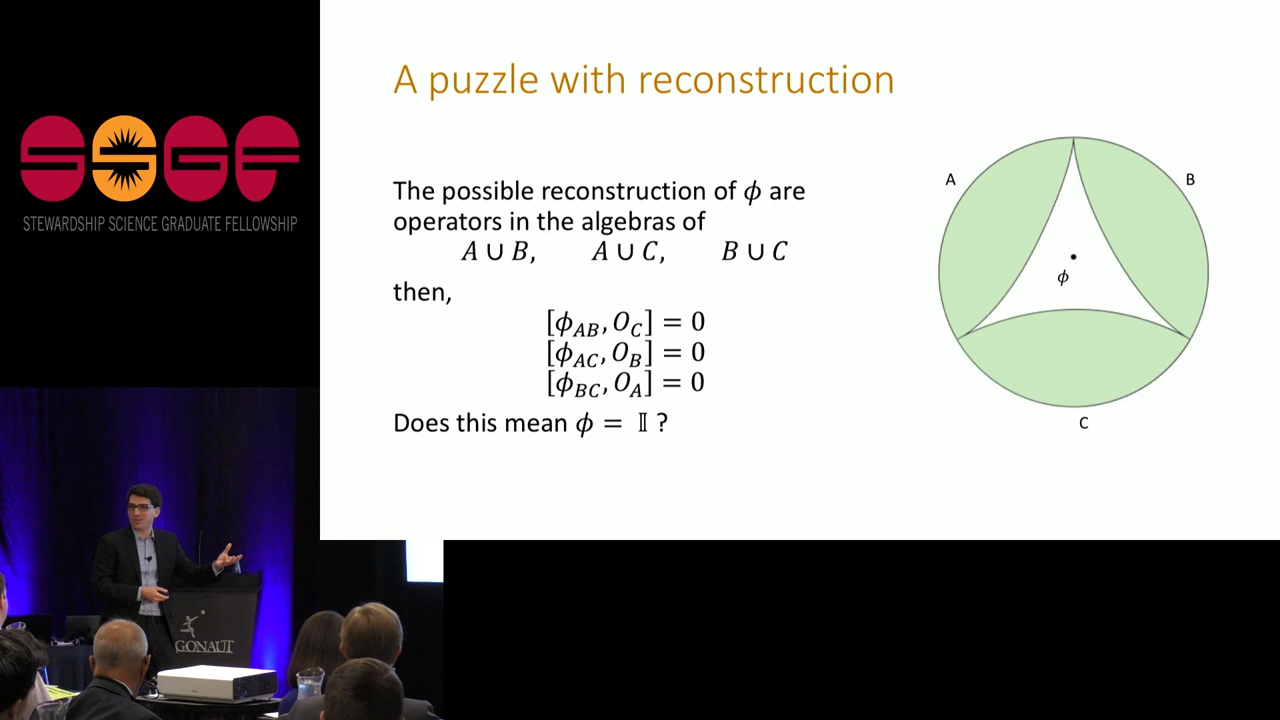 SSGF
STEWARDSHIP SCIENCE GRADUATE FELLOWSHIP
A puzzle with reconstruction
The possible reconstruction of ϕ are
operators in the algebras of
A ∪ B, A ∪ C, B ∪ C
then,
[ϕ_AB, O_C] = 0
[ϕ_AC, O_B] = 0
[ϕ_BC, O_A] = 0
Does this mean ϕ = 𝕀 ?
A
B
ϕ
C
GONAUT